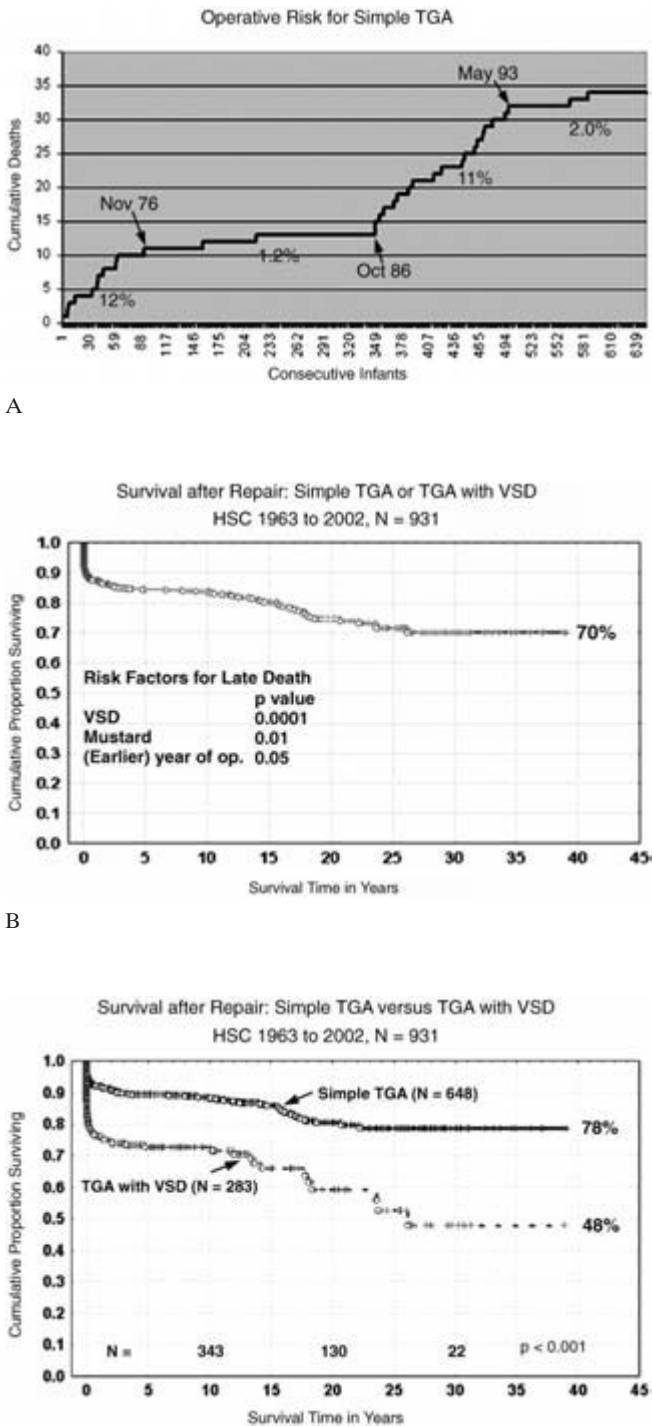 Operative Risk for Simple TGA
40
35
30
25
20
15
10
5
0
Cumulative Deaths
May 93
2.0%
11%
Nov 76
1.2%
Oct 86
12%
1 30 59 88 117 146 175 204 233 262 291 320 349 378 407 436 465 494 523 552 581 610 639
Consecutive Infants
A
Survival after Repair: Simple TGA or TGA with VSD
HSC 1963 to 2002, N = 931
1.0
0.9
0.8
0.7
0.6
0.5
0.4
0.3
0.2
0.1
0.0
Cumulative Proportion Surviving
70%
Risk Factors for Late Death
p value
VSD 0.0001
Mustard 0.01
(Earlier) year of op. 0.05
0 5 10 15 20 25 30 35 40 45
Survival Time in Years
B
Survival after Repair: Simple TGA versus TGA with VSD
HSC 1963 to 2002, N = 931
1.0
0.9
0.8
0.7
0.6
0.5
0.4
0.3
0.2
0.1
0.0
Cumulative Proportion Surviving
Simple TGA (N = 648)
78%
TGA with VSD (N = 283)
48%
N = 343 130 22 p < 0.001
0 5 10 15 20 25 30 35 40 45
Survival Time in Years